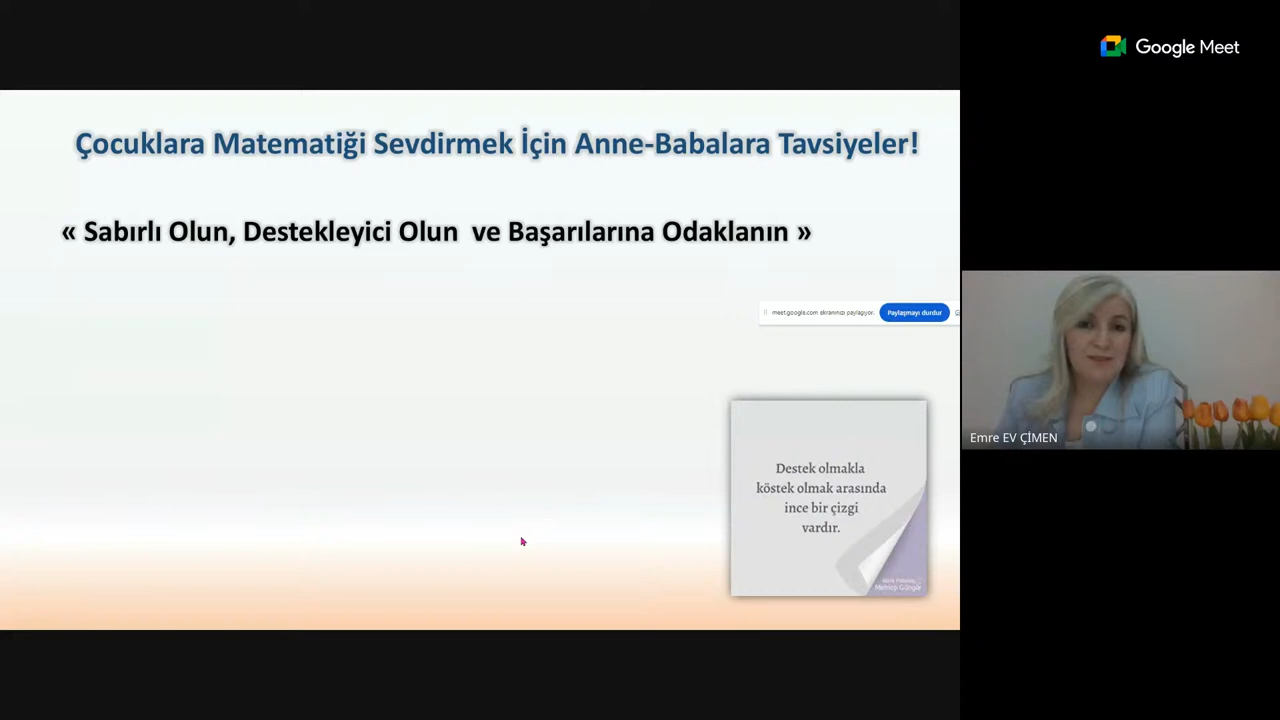 Google Meet
Çocuklara Matematiği Sevdirmek İçin Anne-Babalara Tavsiyeler!
« Sabırlı Olun, Destekleyici Olun ve Başarılarına Odaklanın »
meet.google.com ekranınızı paylaşıyor.
Paylaşmayı durdur
Destek olmakla
köstek olmak arasında
ince bir çizgi
vardır.
Emre EV ÇİMEN